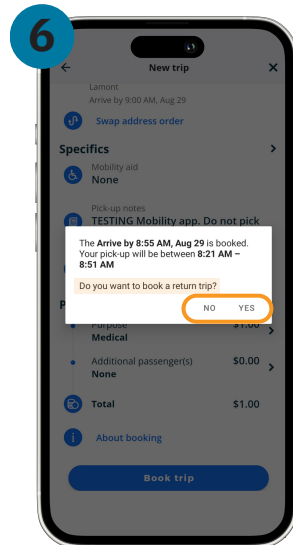 6
New trip
Lamont
Arrive by 9:00 AM, Aug 29
Swap address order
Specifics
Mobility aid
None
Pick-up notes
TESTING Mobility app. Do not pick
The Arrive by 8:55 AM, Aug 29 is booked.
Your pick-up will be between 8:21 AM –
8:51 AM
Do you want to book a return trip?
NO YES
P
Purpose $1.00
Medical
Additional passenger(s) $0.00
None
Total $1.00
About booking
Book trip